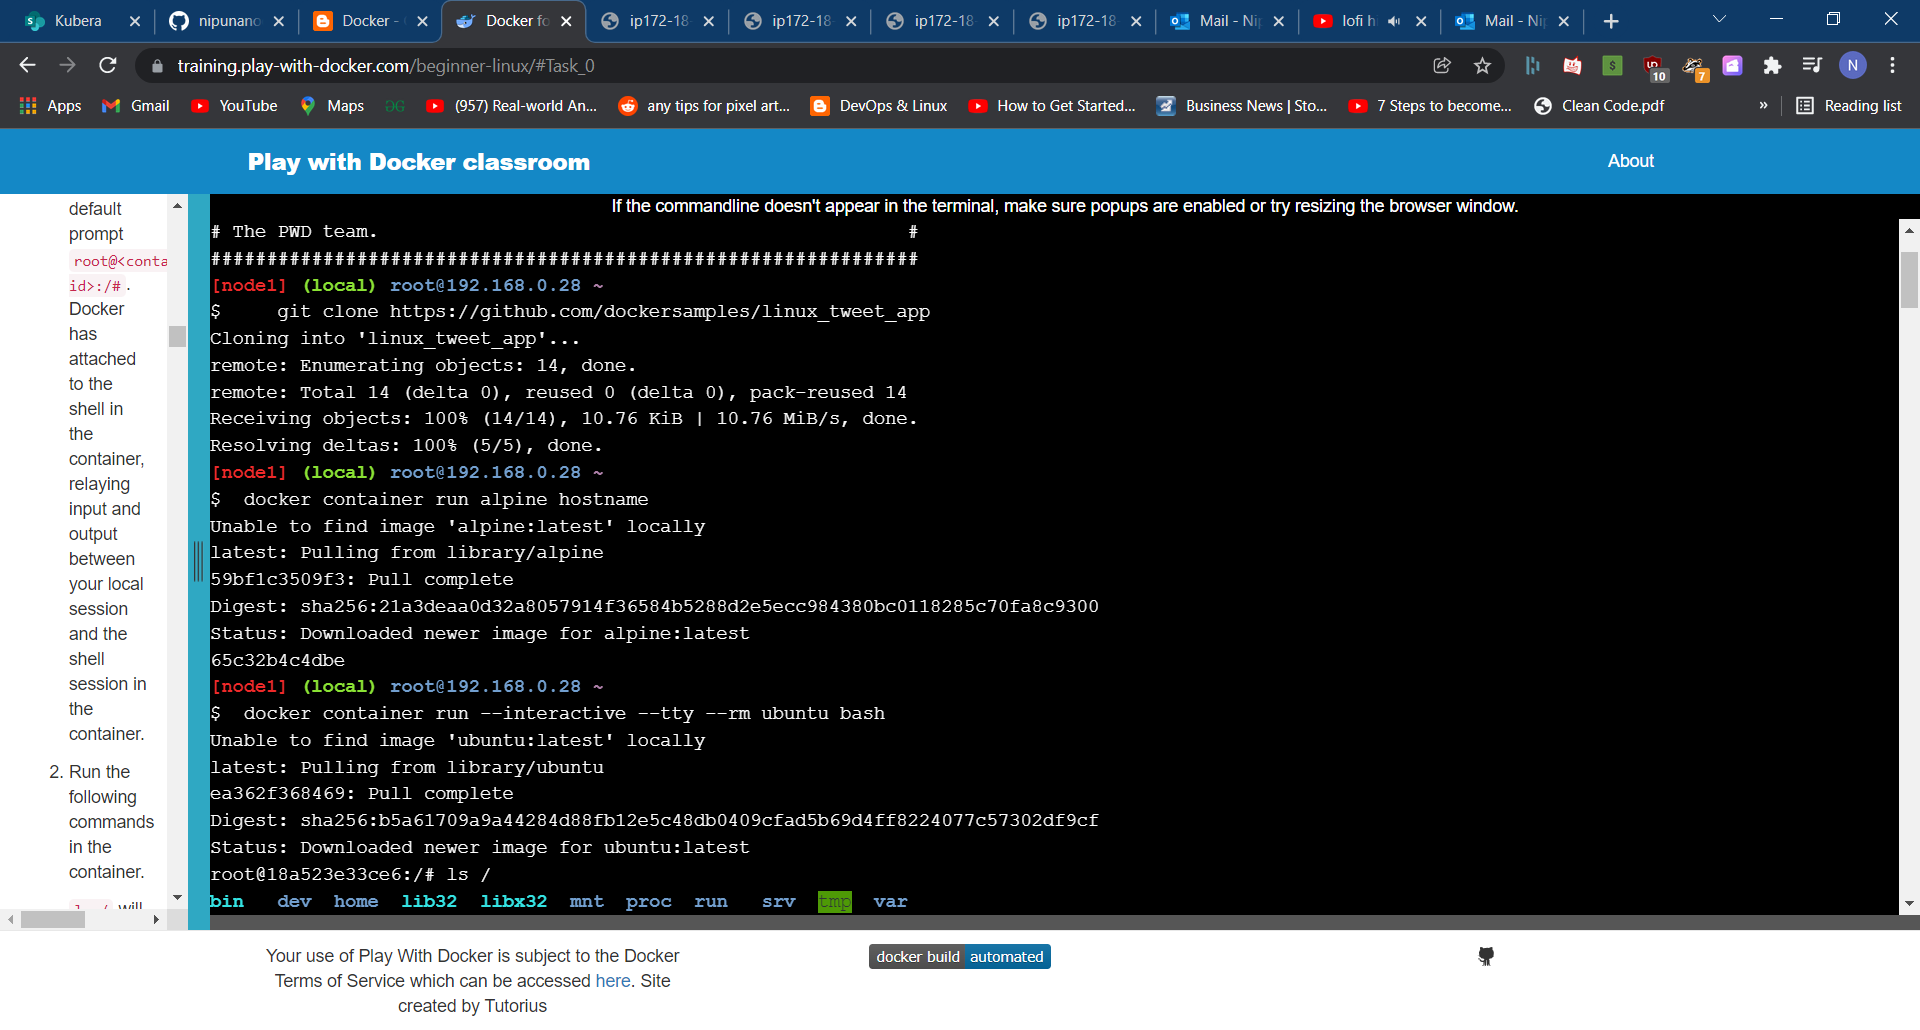 Kubera
nipunano
Docker -
Docker fo
ip172-18
ip172-18
ip172-18
ip172-18
Mail - Nip
lofi hi
Mail - Nip
training.play-with-docker.com/beginner-linux/#Task_0
10
7
N
Apps
Gmail
YouTube
Maps
(957) Real-world An...
any tips for pixel art...
DevOps & Linux
How to Get Started...
Business News | Sto...
7 Steps to become...
Clean Code.pdf
»
Reading list
Play with Docker classroom
About
default
prompt
root@<conta
id>:/# .
Docker
has
attached
to the
shell in
the
container,
relaying
input and
output
between
your local
session
and the
shell
session in
the
container.
2. Run the
following
commands
in the
container.
If the commandline doesn't appear in the terminal, make sure popups are enabled or try resizing the browser window.
# The PWD team. #
###############################################################
[node1] (local) root@192.168.0.28 ~
$ git clone https://github.com/dockersamples/linux_tweet_app
Cloning into 'linux_tweet_app'...
remote: Enumerating objects: 14, done.
remote: Total 14 (delta 0), reused 0 (delta 0), pack-reused 14
Receiving objects: 100% (14/14), 10.76 KiB | 10.76 MiB/s, done.
Resolving deltas: 100% (5/5), done.
[node1] (local) root@192.168.0.28 ~
$ docker container run alpine hostname
Unable to find image 'alpine:latest' locally
latest: Pulling from library/alpine
59bf1c3509f3: Pull complete
Digest: sha256:21a3deaa0d32a8057914f36584b5288d2e5ecc984380bc0118285c70fa8c9300
Status: Downloaded newer image for alpine:latest
65c32b4c4dbe
[node1] (local) root@192.168.0.28 ~
$ docker container run --interactive --tty --rm ubuntu bash
Unable to find image 'ubuntu:latest' locally
latest: Pulling from library/ubuntu
ea362f368469: Pull complete
Digest: sha256:b5a61709a9a44284d88fb12e5c48db0409cfad5b69d4ff8224077c57302df9cf
Status: Downloaded newer image for ubuntu:latest
root@18a523e33ce6:/# ls /
bin dev home lib32 libx32 mnt proc run srv tmp var
Your use of Play With Docker is subject to the Docker
Terms of Service which can be accessed here. Site
created by Tutorius
docker build automated